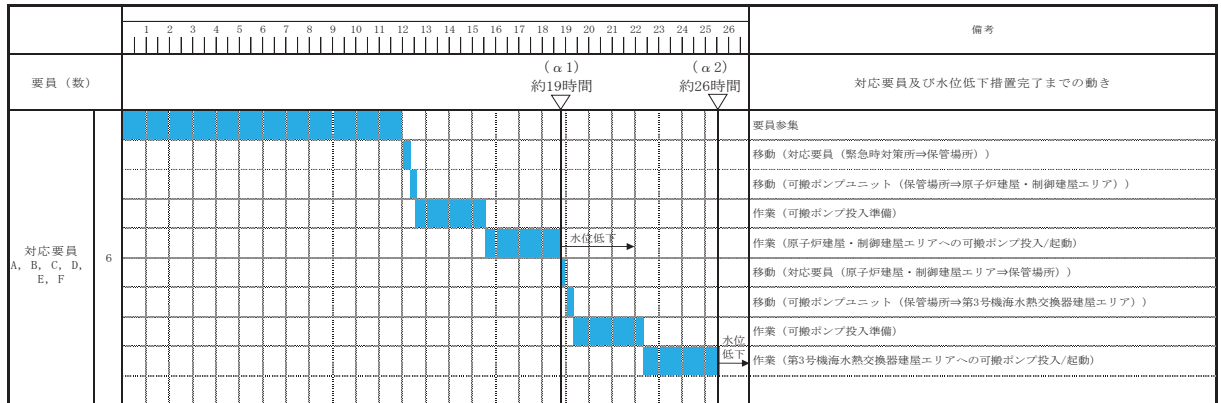 1 2 3 4 5 6 7 8 9 10 11 12 13 14 15 16 17 18 19 20 21 22 23 24 25 26
備考
要員（数）
（α1）
約19時間
（α2）
約26時間
対応要員及び水位低下措置完了までの動き
対応要員
A, B, C, D,
E, F
6
要員参集
移動（対応要員（緊急時対策所⇒保管場所））
移動（可搬ポンプユニット（保管場所⇒原子炉建屋・制御建屋エリア））
作業（可搬ポンプ投入準備）
水位低下
作業（原子炉建屋・制御建屋エリアへの可搬ポンプ投入/起動）
移動（対応要員（原子炉建屋・制御建屋エリア⇒保管場所））
移動（可搬ポンプユニット（保管場所⇒第3号機海水熱交換器建屋エリア））
作業（可搬ポンプ投入準備）
水位
低下
作業（第3号機海水熱交換器建屋エリアへの可搬ポンプ投入/起動）